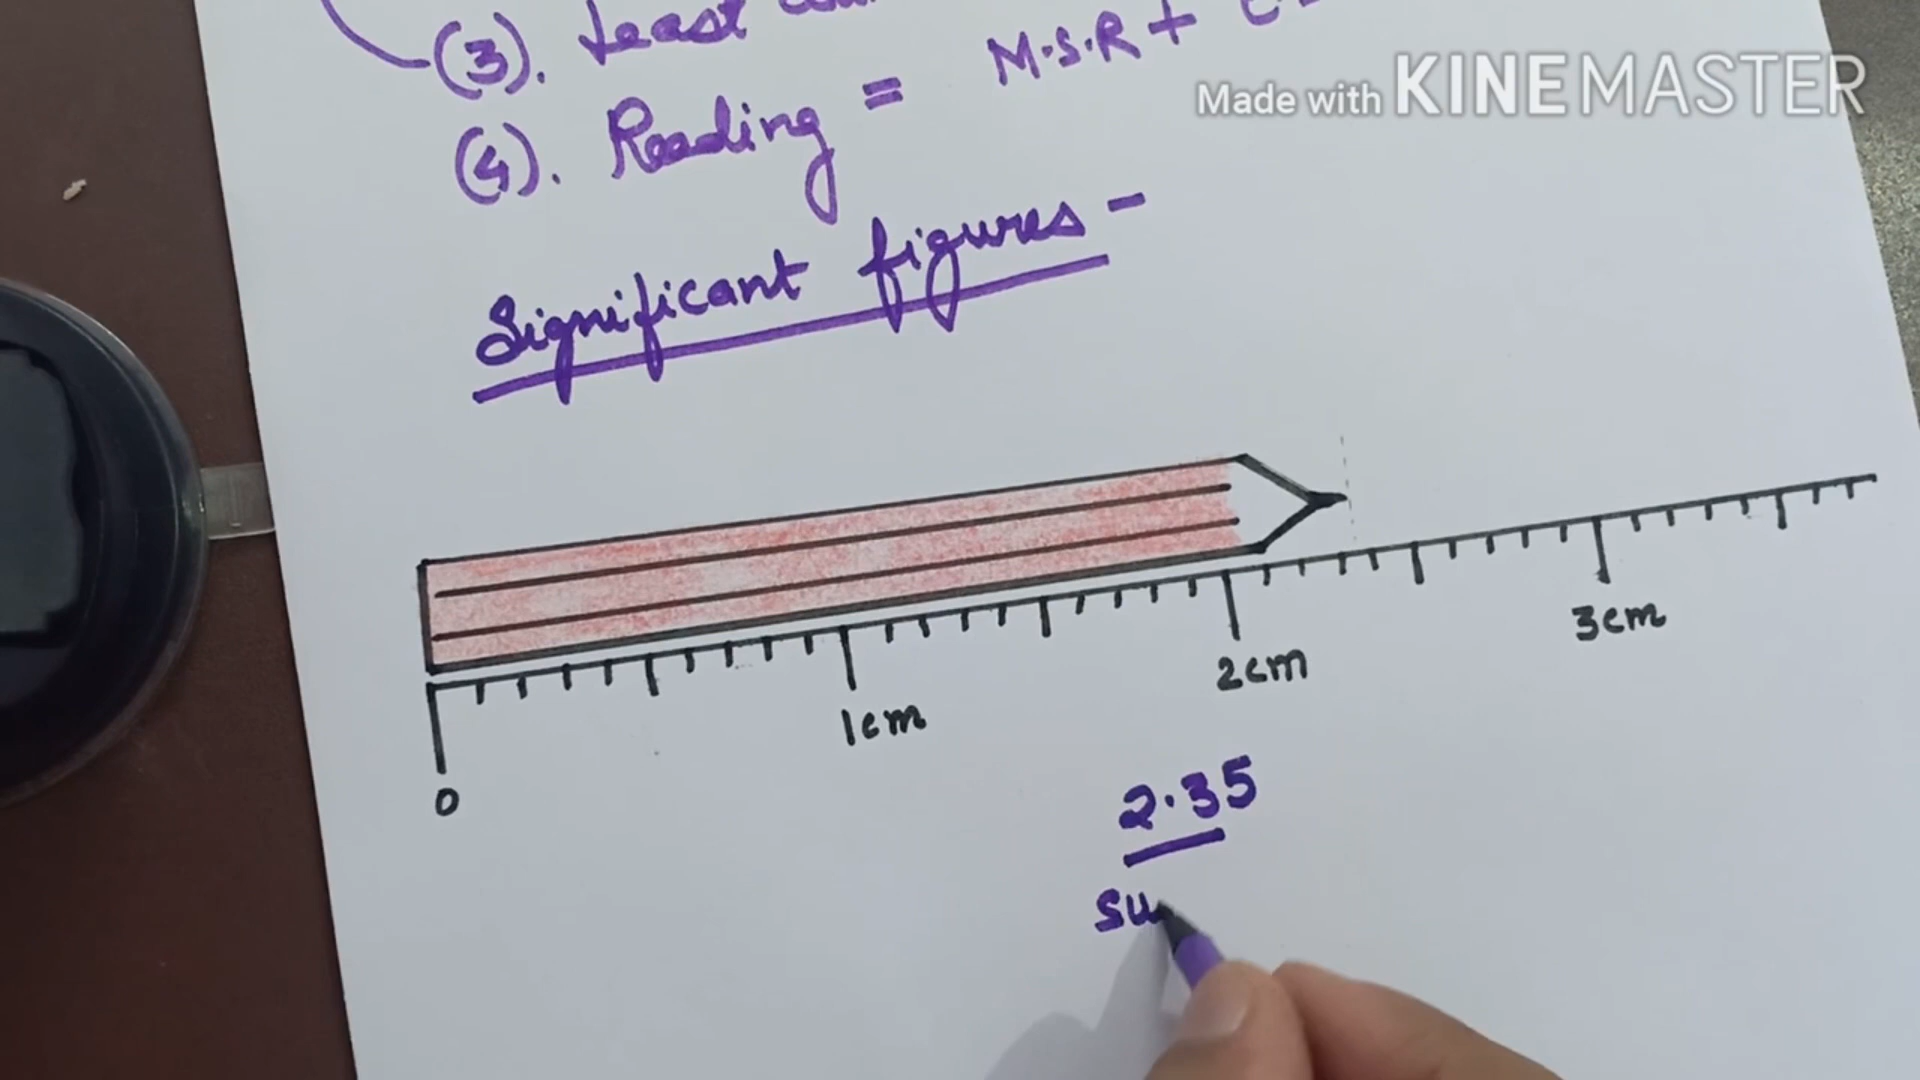 (3). Least
(4). Reading = M.S.R +
Made with KINEMASTER
Significant figures -
0
1cm
2cm
3cm
2.35
su